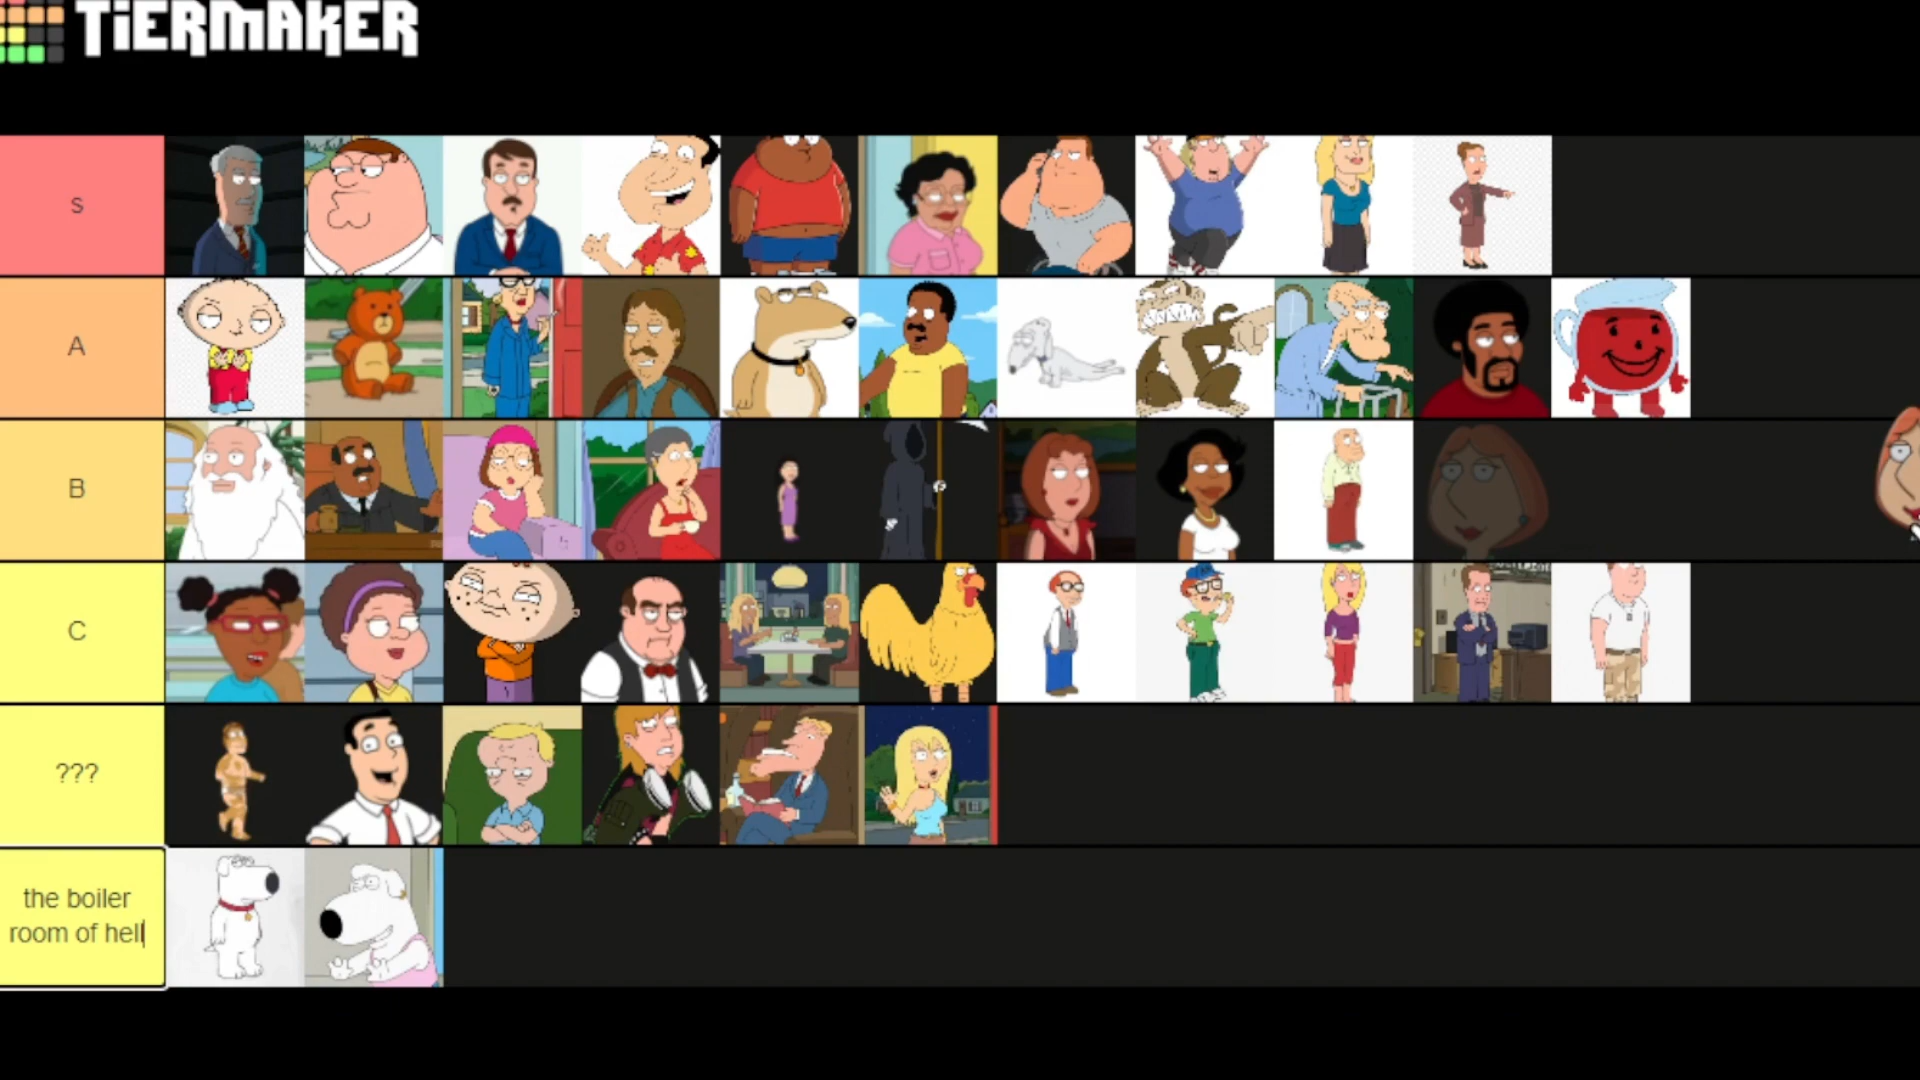 TiERMAKER
S
A
B
C
???
the boiler
room of hell